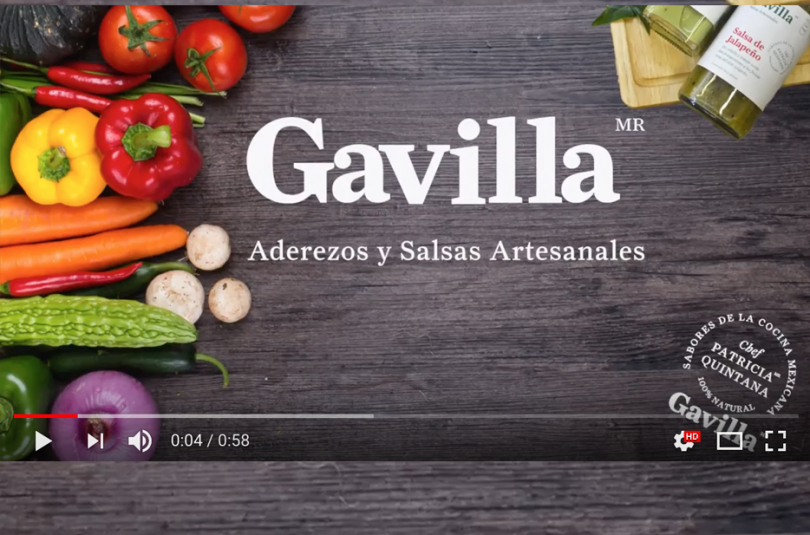 villa
Salsa de
Jalapeño
Gavilla MR
Aderezos y Salsas Artesanales
SABORES DE LA COCINA MEXICANA
Chef
PATRICIA
QUINTANA
100% NATURAL
Gavilla
0:04 / 0:58
HD